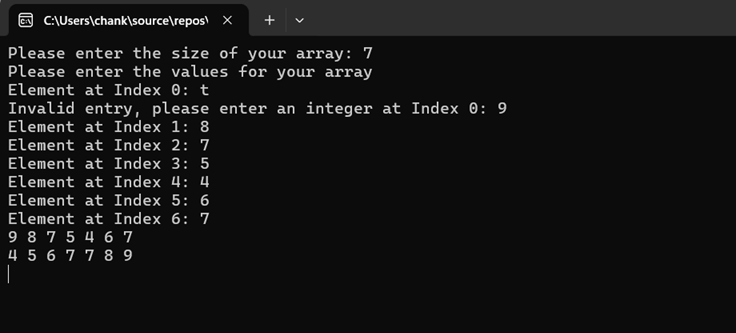 C:\Users\chank\source\repos\
Please enter the size of your array: 7
Please enter the values for your array
Element at Index 0: t
Invalid entry, please enter an integer at Index 0: 9
Element at Index 1: 8
Element at Index 2: 7
Element at Index 3: 5
Element at Index 4: 4
Element at Index 5: 6
Element at Index 6: 7
9 8 7 5 4 6 7
4 5 6 7 7 8 9